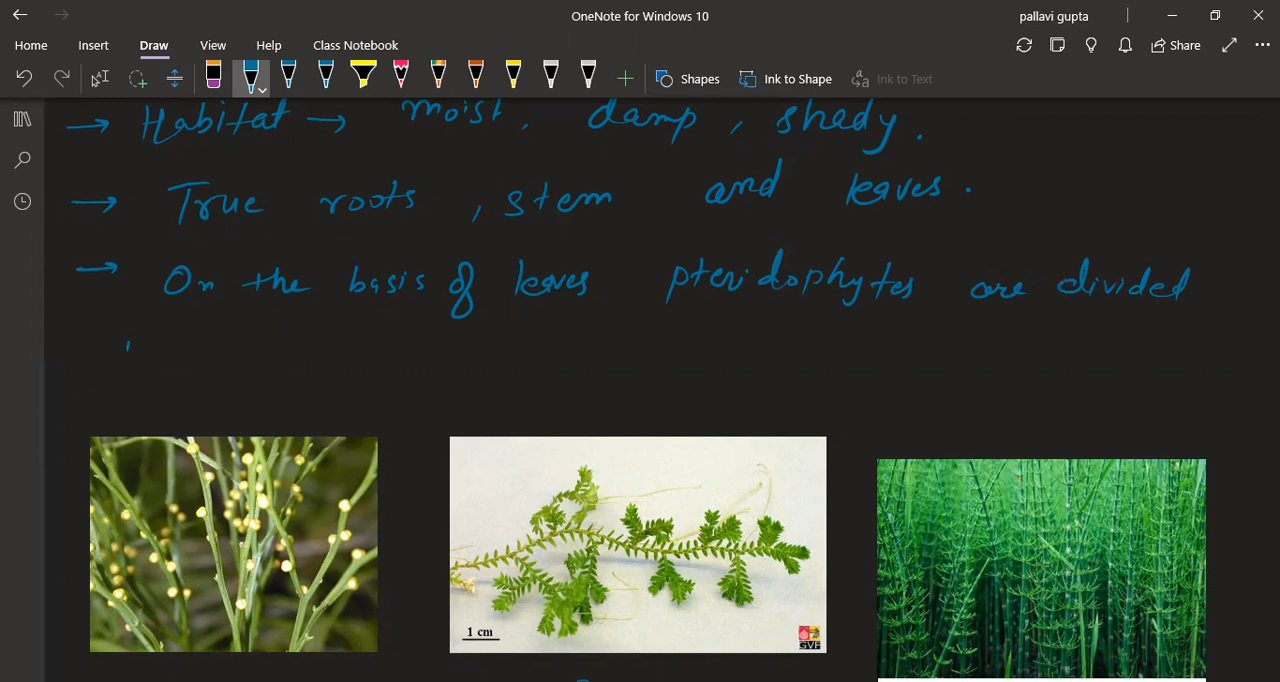 OneNote for Windows 10
pallavi gupta
Home Insert Draw View Help Class Notebook
Share
Shapes Ink to Shape Ink to Text
→ Habitat → moist, damp, shady.
→ True roots, stem and leaves.
→ On the basis of leaves pteridophytes are divided
1 cm
GVF